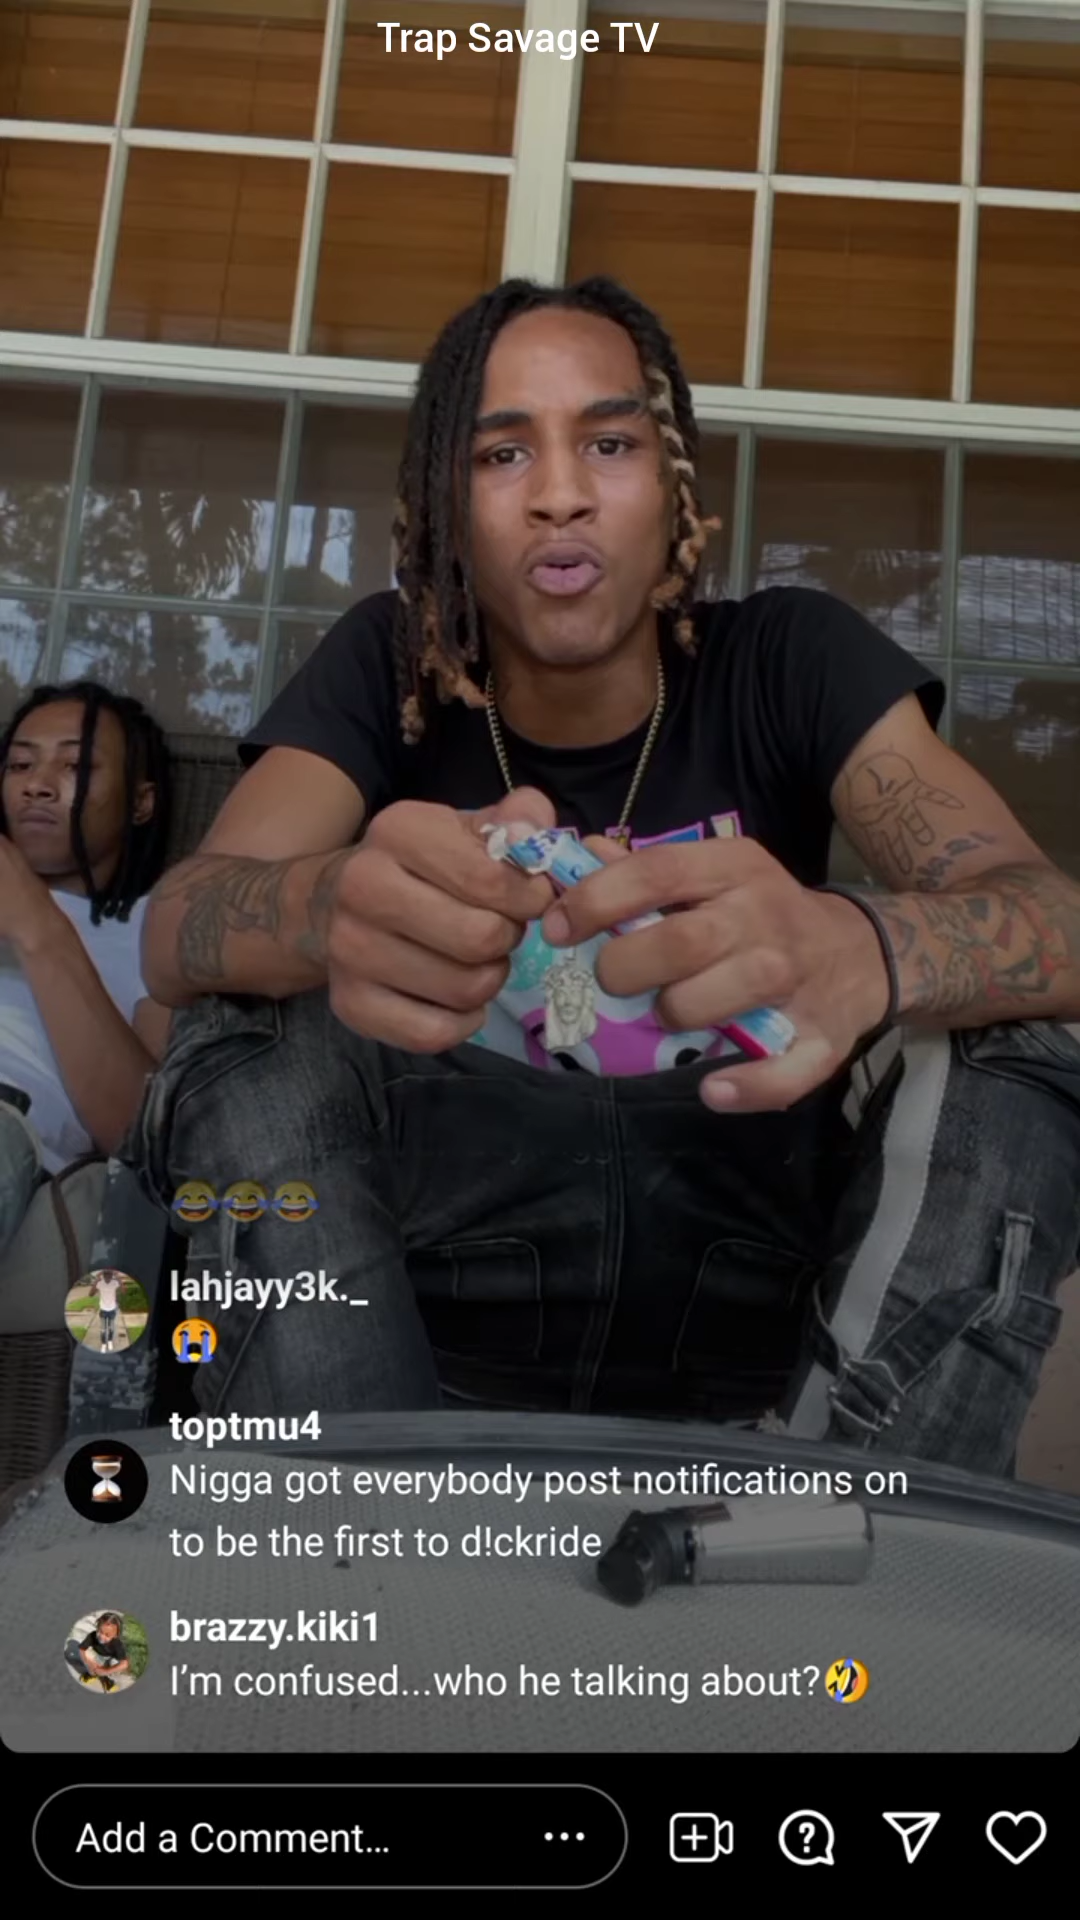 Trap Savage TV
😂😂😂
lahjayy3k._
😭
toptmu4
Nigga got everybody post notifications on
to be the first to d!ckride
brazzy.kiki1
I'm confused...who he talking about?🤣
Add a Comment...